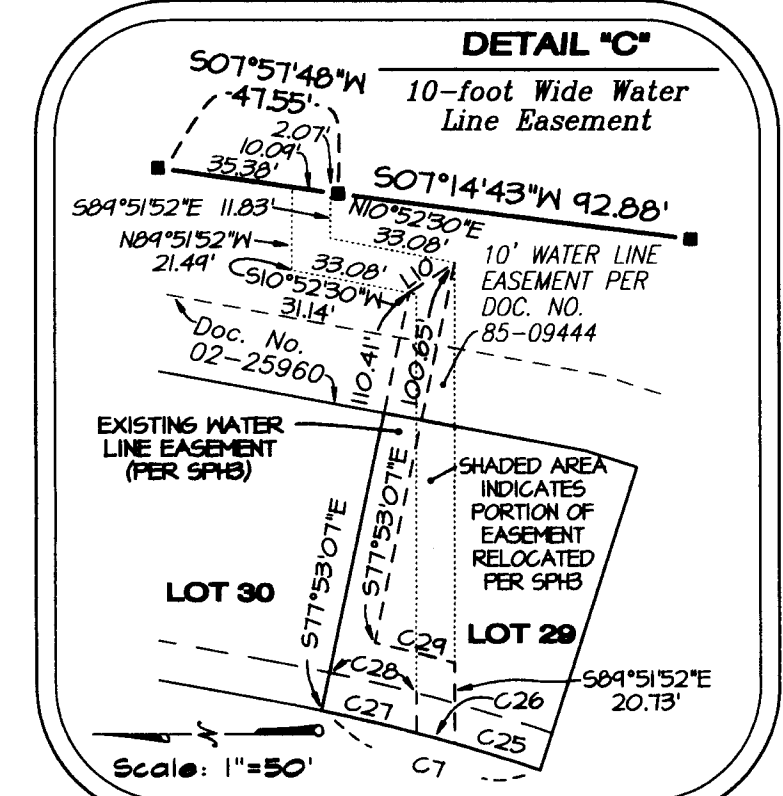 DETAIL "C"
10-foot Wide Water
Line Easement
S07°57'48"W
47.55'
2.07'
10.09'
35.38'
S07°14'43"W 92.88'
S89°51'52"E 11.83'
N10°52'30"E
33.08'
N89°51'52"W
21.49'
33.08'
L10
S10°52'30"W
31.14'
10' WATER LINE
EASEMENT PER
DOC. NO.
85-09444
Doc. No.
02-25960
110.41'
100.65'
EXISTING WATER
LINE EASEMENT
(PER SPH3)
SHADED AREA
INDICATES
PORTION OF
EASEMENT
RELOCATED
PER SPH3
S77°53'07"E
S77°53'07"E
LOT 30
LOT 29
C29
C28
S89°51'52"E
20.73'
C26
C27
C25
C7
N
Scale: 1"=50'